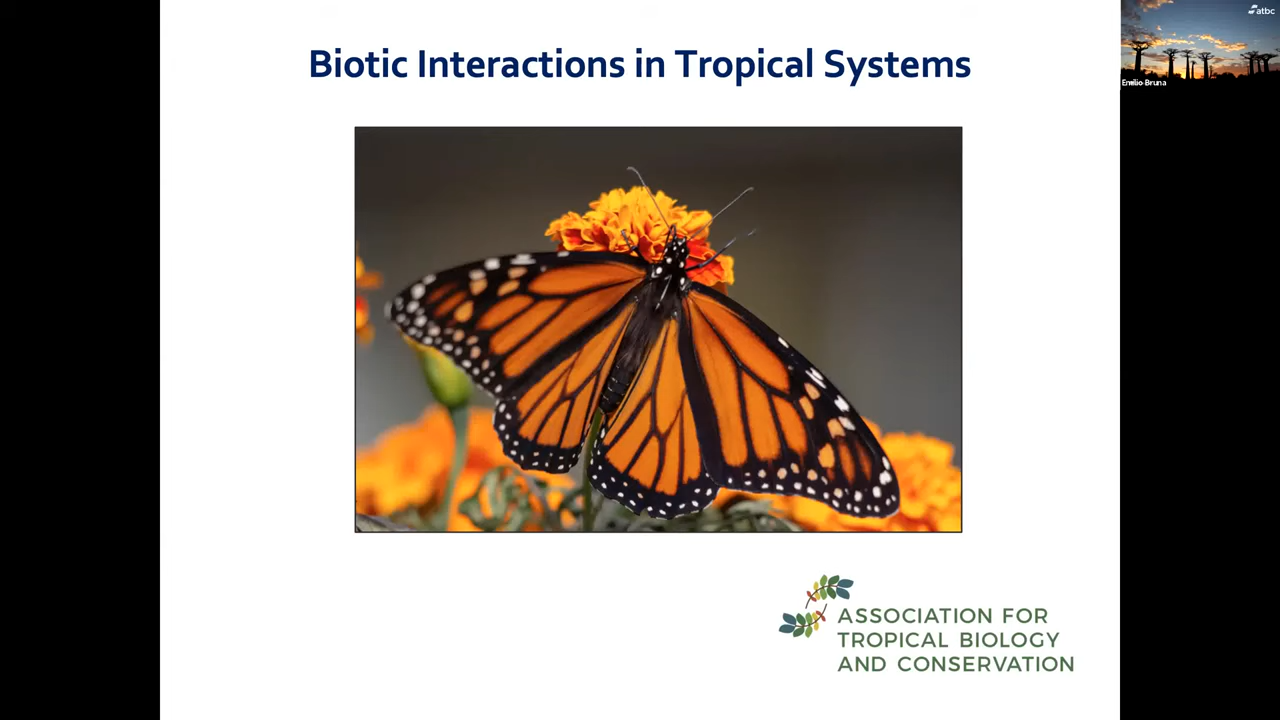 Biotic Interactions in Tropical Systems
atbc
Emilio Bruna
ASSOCIATION FOR
TROPICAL BIOLOGY
AND CONSERVATION